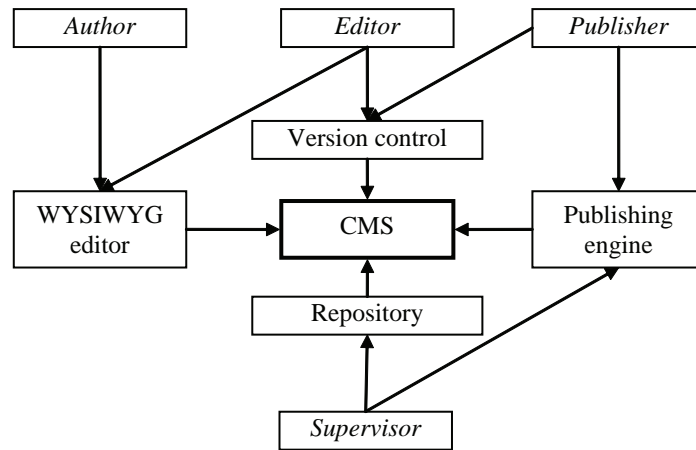 Author
Editor
Publisher
Version control
WYSIWYG
editor
CMS
Publishing
engine
Repository
Supervisor